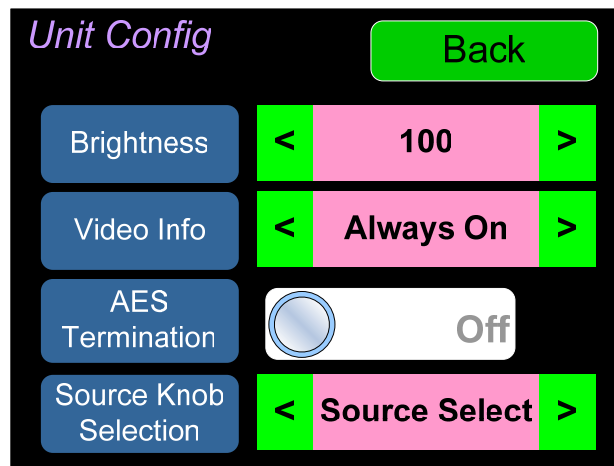 Unit Config
Back
Brightness
< 100 >
Video Info
< Always On >
AES
Termination
Off
Source Knob
Selection
< Source Select >